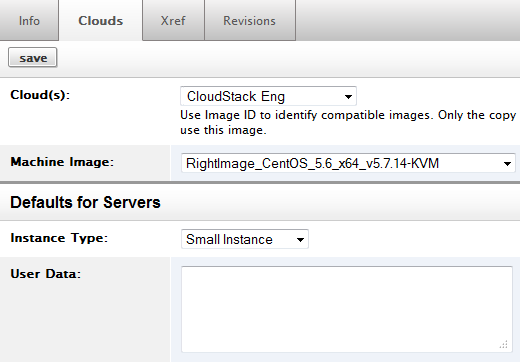 Info Clouds Xref Revisions
save
Cloud(s): CloudStack Eng
Use Image ID to identify compatible images. Only the copy
use this image.
Machine Image: RightImage_CentOS_5.6_x64_v5.7.14-KVM
Defaults for Servers
Instance Type: Small Instance
User Data: